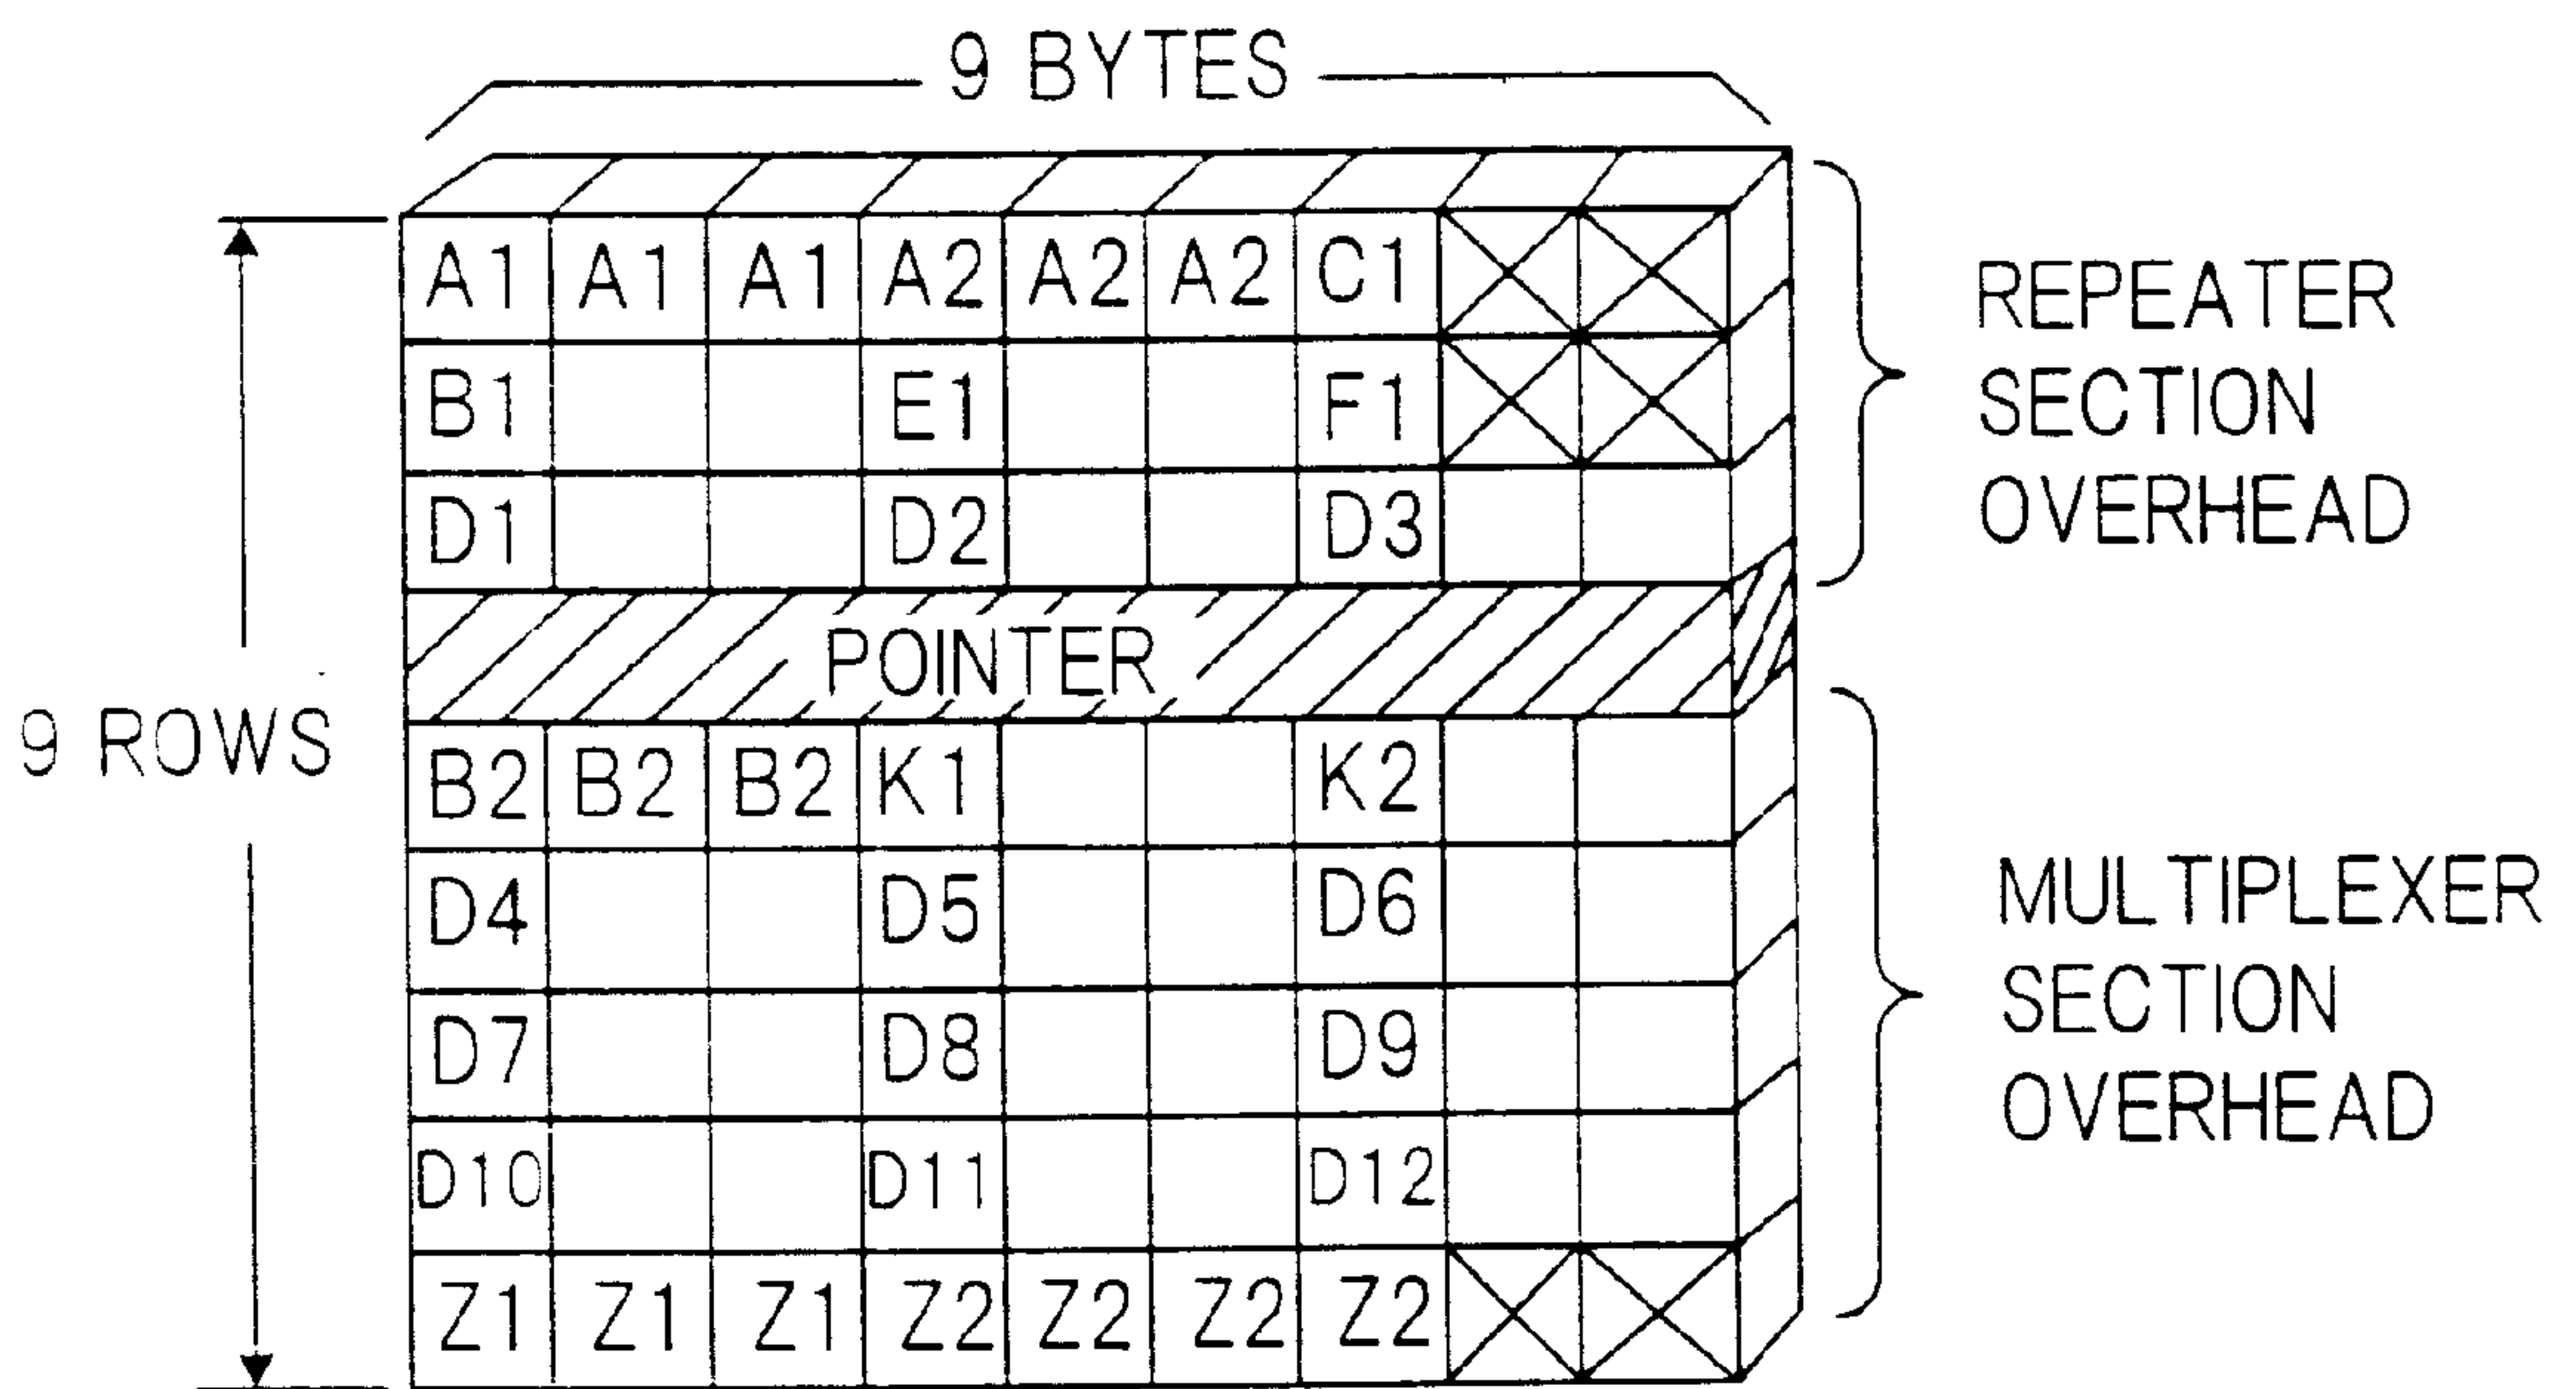 9 BYTES
A1 A1 A1 A2 A2 A2 C1
B1 E1 F1
D1 D2 D3
REPEATER
SECTION
OVERHEAD
POINTER
9 ROWS
B2 B2 B2 K1 K2
D4 D5 D6
D7 D8 D9
D10 D11 D12
Z1 Z1 Z1 Z2 Z2 Z2 Z2
MULTIPLEXER
SECTION
OVERHEAD